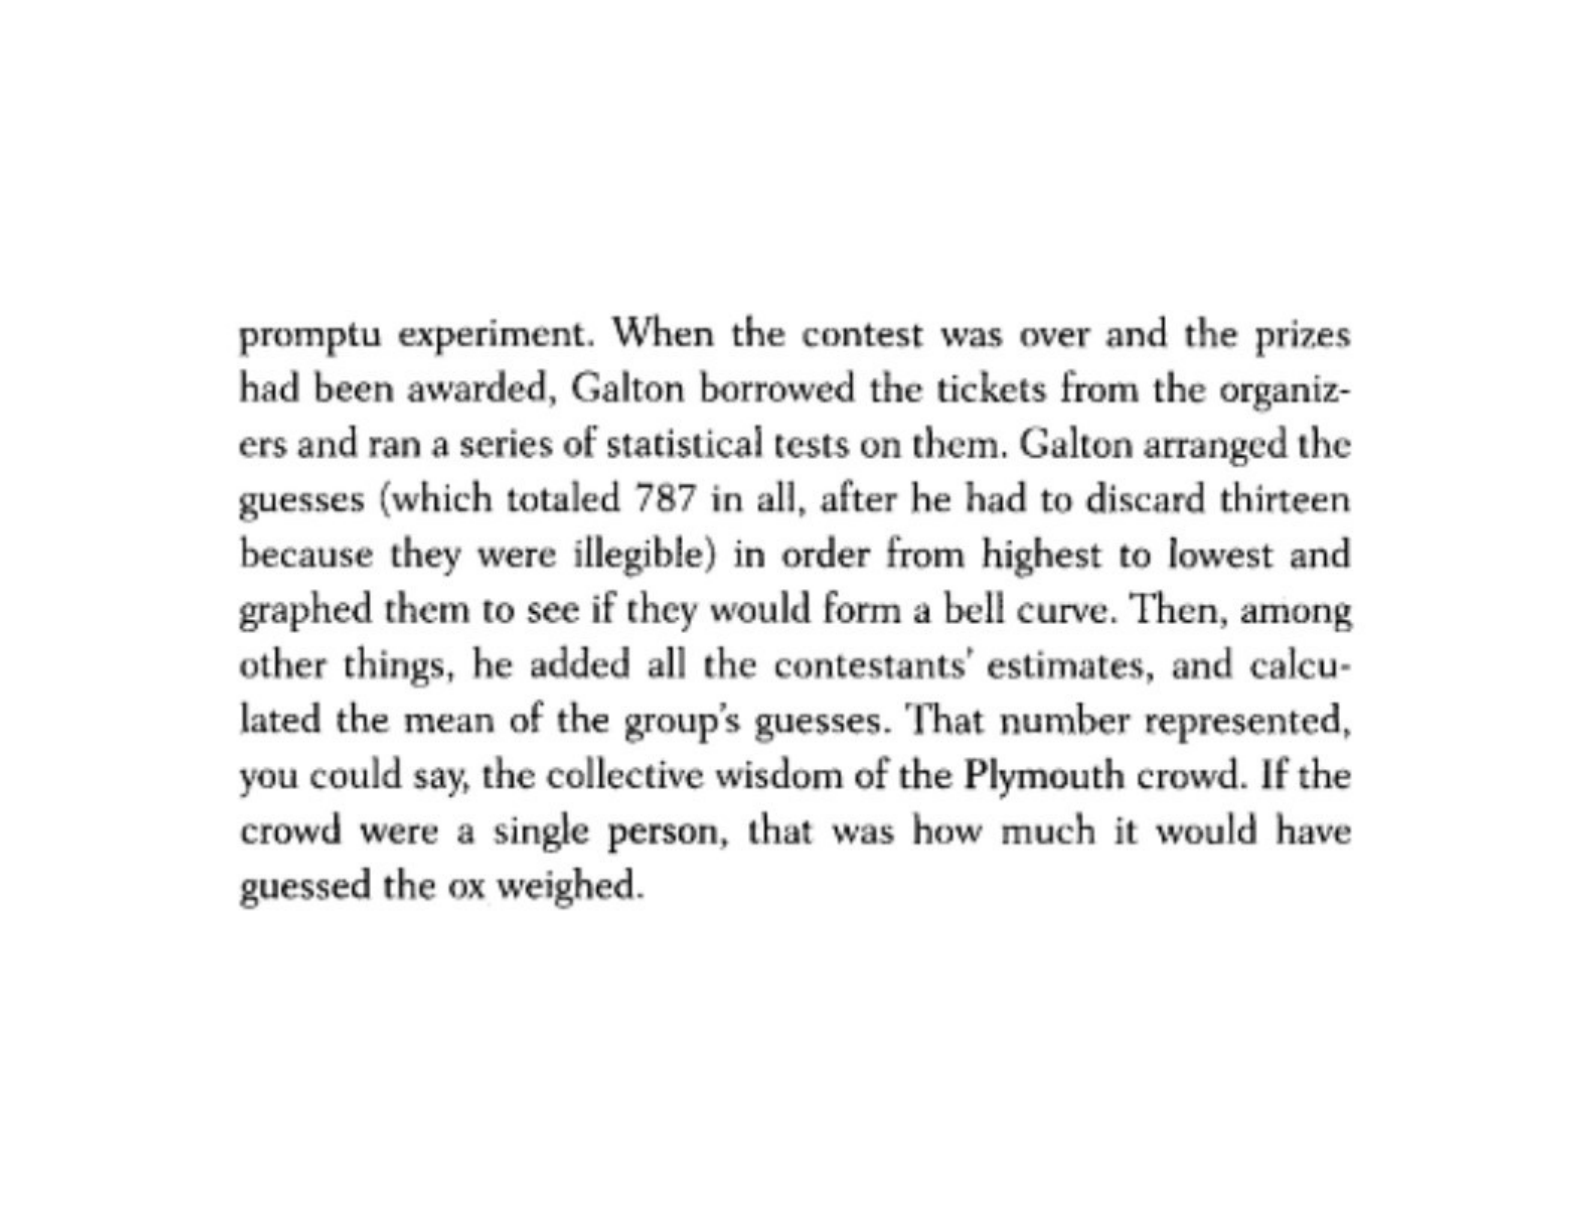 promptu experiment. When the contest was over and the prizes
had been awarded, Galton borrowed the tickets from the organiz-
ers and ran a series of statistical tests on them. Galton arranged the
guesses (which totaled 787 in all, after he had to discard thirteen
because they were illegible) in order from highest to lowest and
graphed them to see if they would form a bell curve. Then, among
other things, he added all the contestants’ estimates, and calcu-
lated the mean of the group’s guesses. That number represented,
you could say, the collective wisdom of the Plymouth crowd. If the
crowd were a single person, that was how much it would have
guessed the ox weighed.